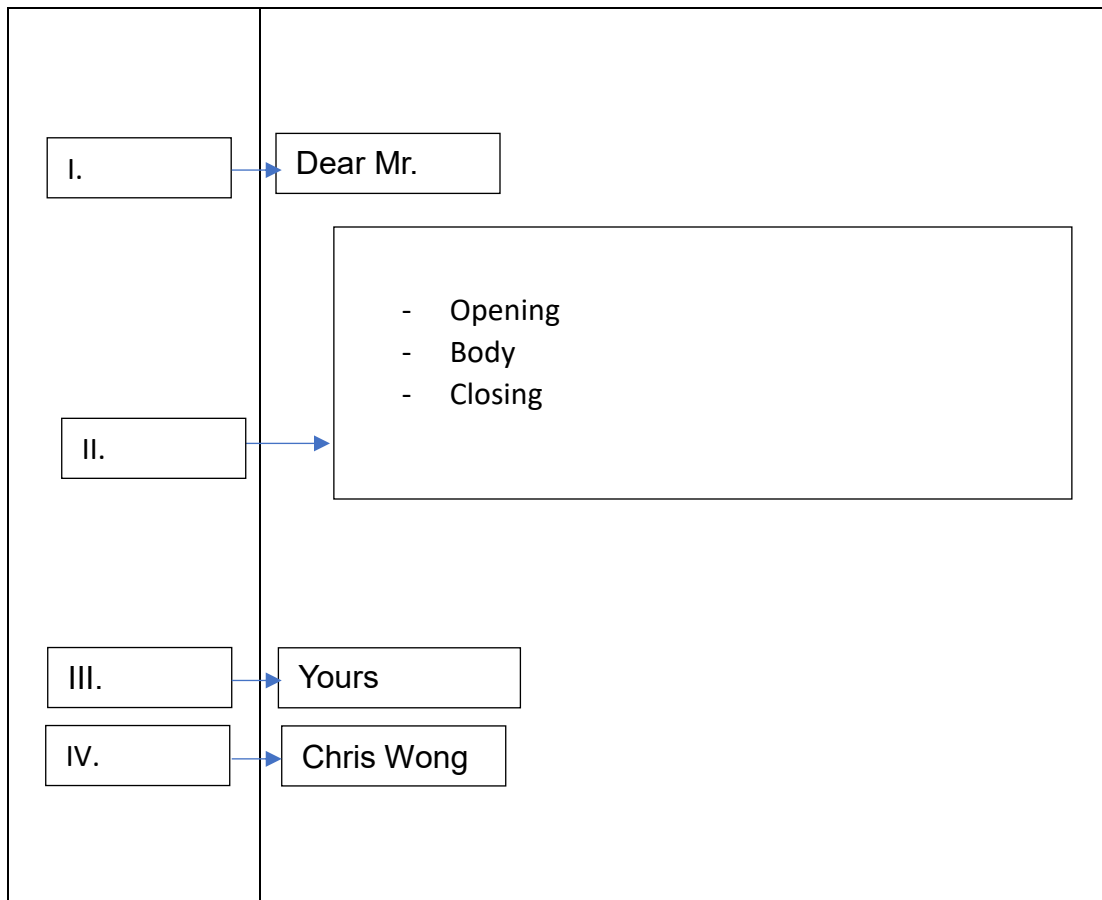 I.
Dear Mr.
- Opening
- Body
- Closing
II.
III.
Yours
IV.
Chris Wong